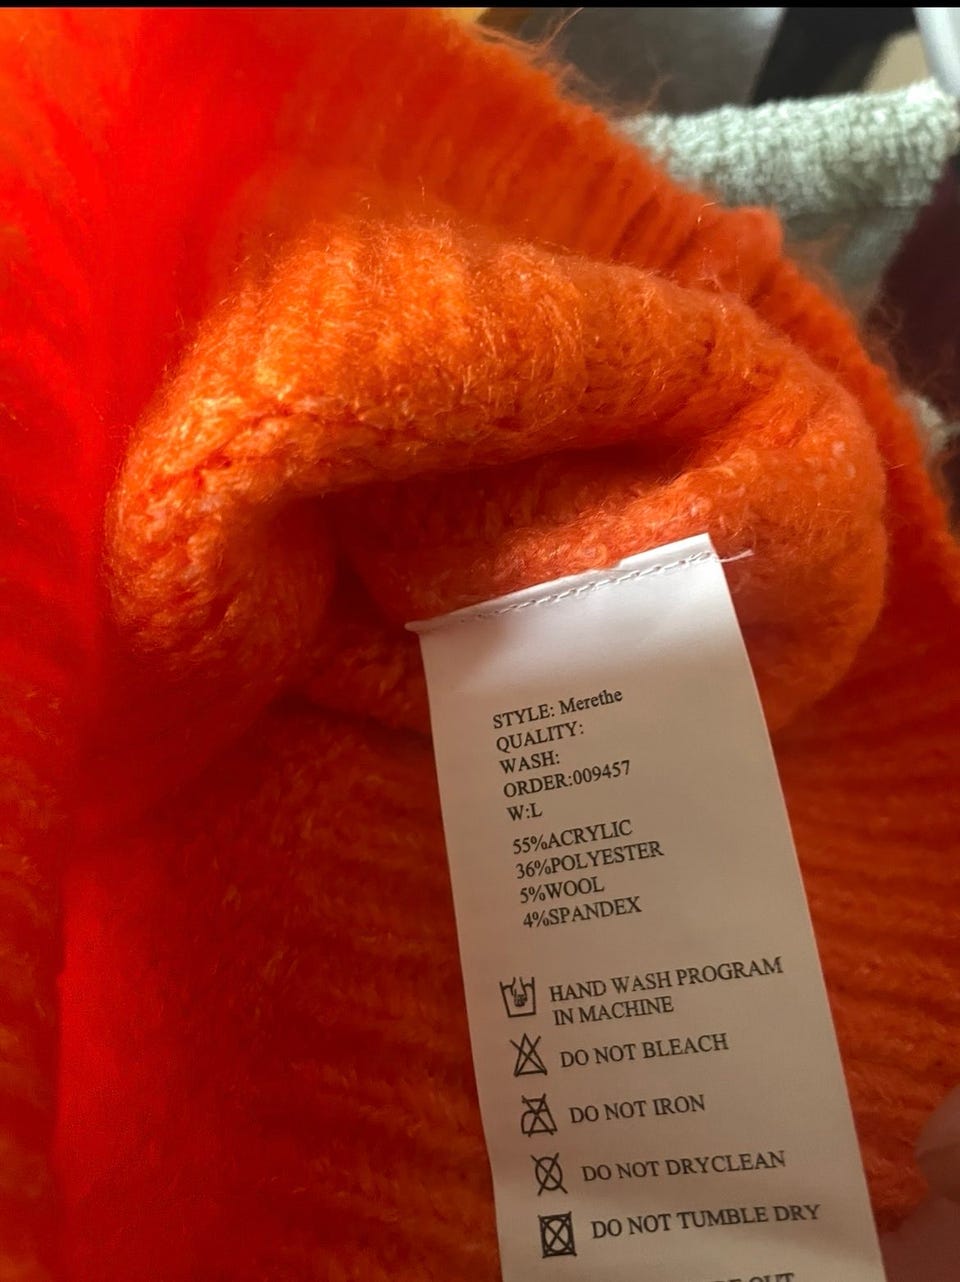 STYLE: Merethe
QUALITY:
WASH:
ORDER:009457
W:L
55%ACRYLIC
36%POLYESTER
5%WOOL
4%SPANDEX
HAND WASH PROGRAM
IN MACHINE
DO NOT BLEACH
DO NOT IRON
DO NOT DRYCLEAN
DO NOT TUMBLE DRY
OUT